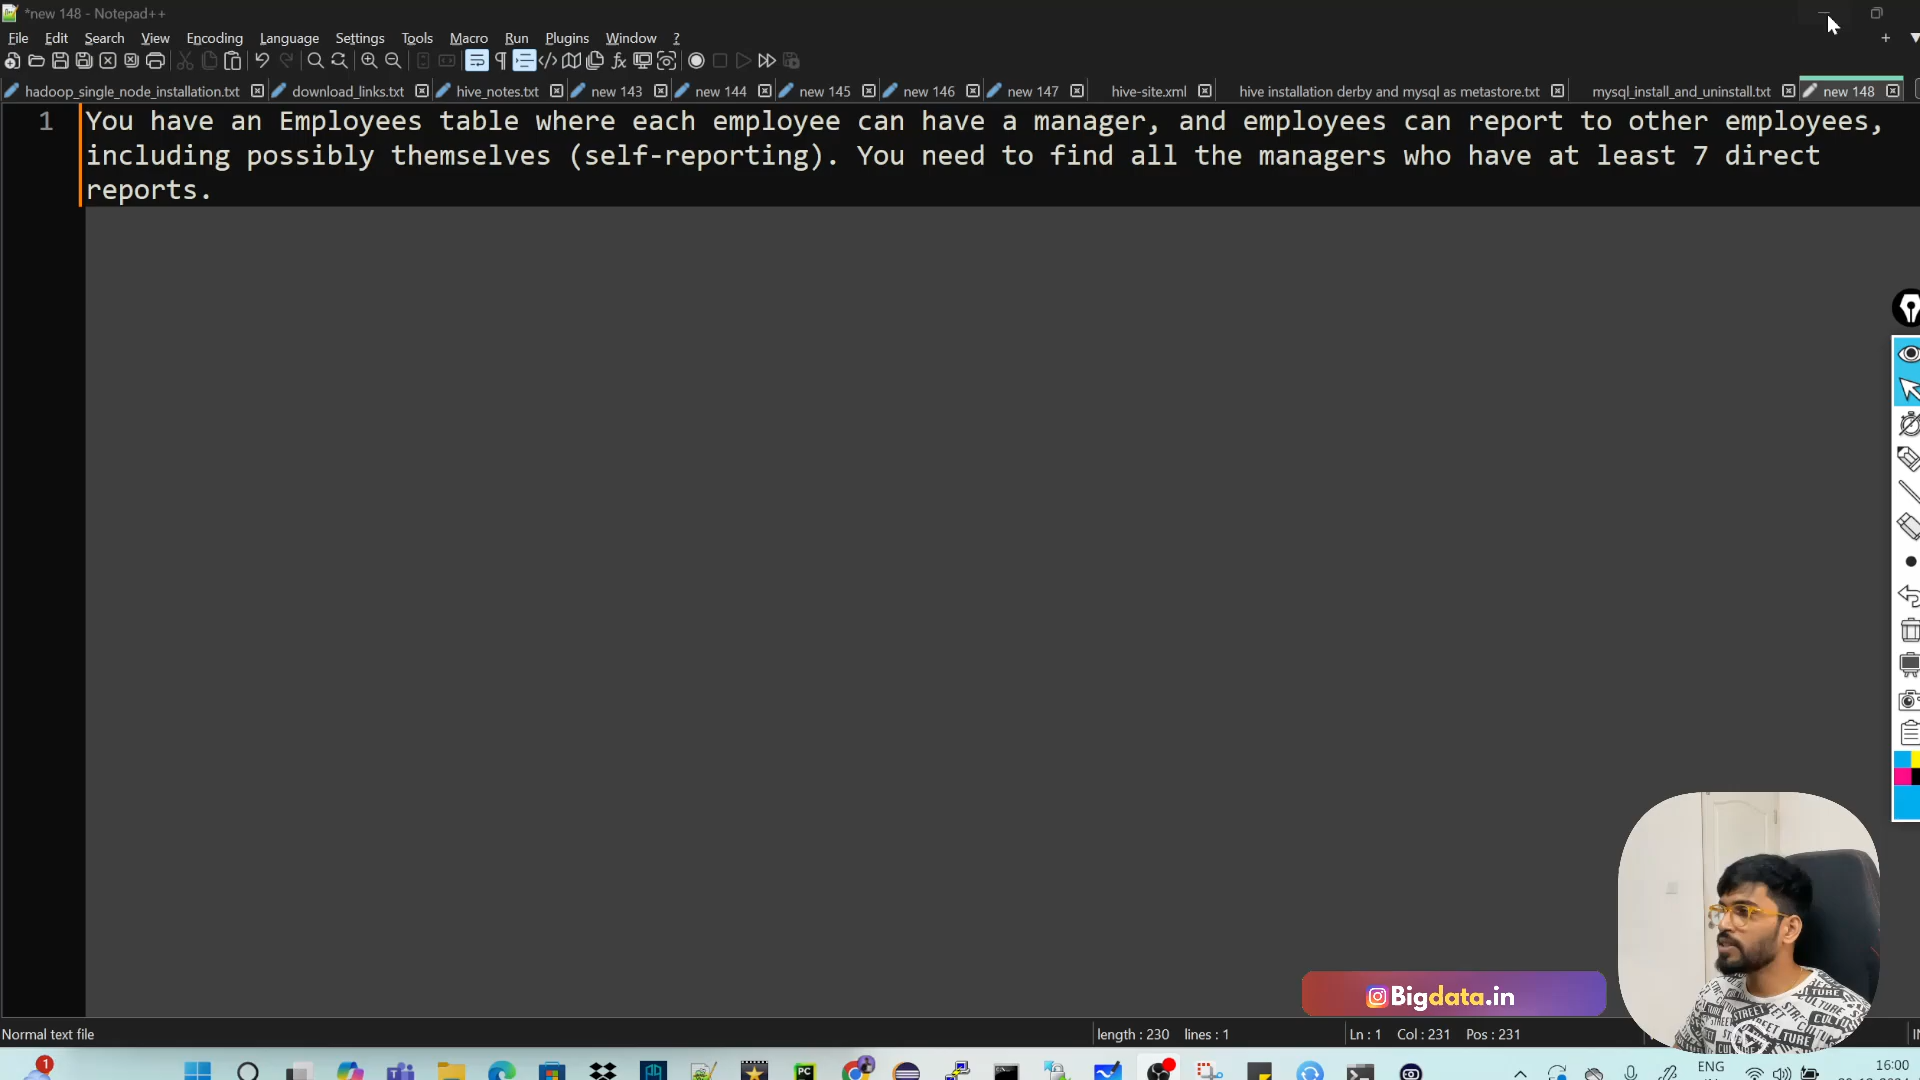 *new 148 - Notepad++
File Edit Search View Encoding Language Settings Tools Macro Run Plugins Window ?
hadoop_single_node_installation.txt download_links.txt hive_notes.txt new 143 new 144 new 145 new 146 new 147 hive-site.xml hive installation derby and mysql as metastore.txt mysql_install_and_uninstall.txt new 148
1 You have an Employees table where each employee can have a manager, and employees can report to other employees,
including possibly themselves (self-reporting). You need to find all the managers who have at least 7 direct
reports.
Bigdata.in
Normal text file length : 230 lines : 1 Ln : 1 Col : 231 Pos : 231
1
PC
ENG
16:00